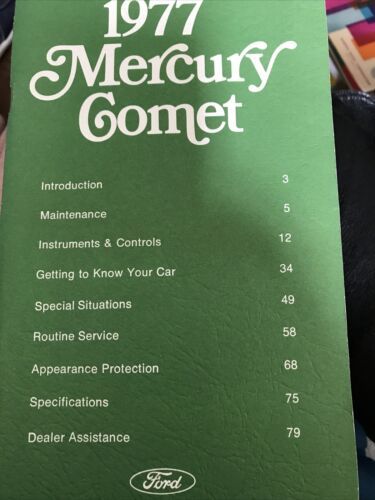 1977
Mercury
Comet
Introduction 3
Maintenance 5
Instruments & Controls 12
Getting to Know Your Car 34
Special Situations 49
Routine Service 58
Appearance Protection 68
Specifications 75
Dealer Assistance 79
Ford